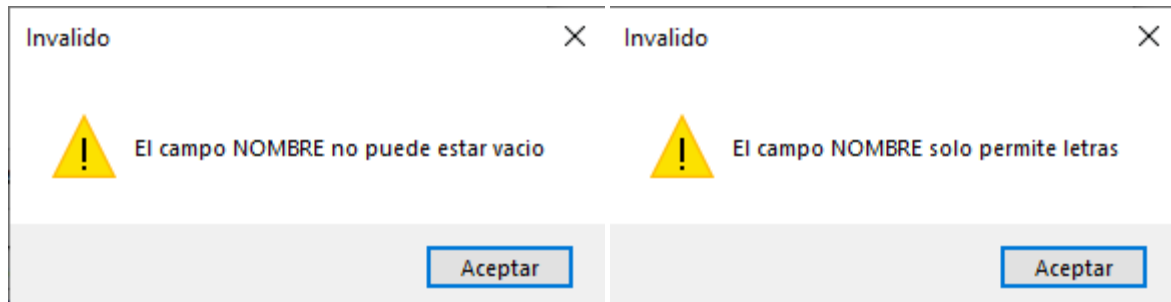 Invalido
El campo NOMBRE no puede estar vacio
Aceptar
Invalido
El campo NOMBRE solo permite letras
Aceptar